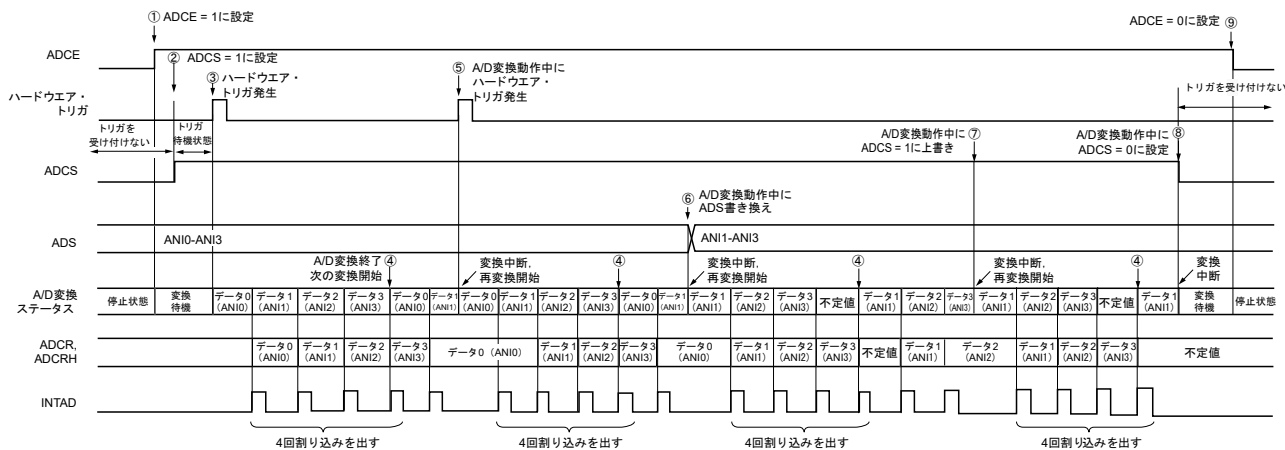 ① ADCE = 1に設定
ADCE = 0に設定 ⑨
ADCE
② ADCS = 1に設定
③ ハードウエア・
トリガ発生
⑤ A/D変換動作中に
ハードウエア・
トリガ発生
ハードウエア・
トリガ
トリガを受け付けない
トリガを
受け付けない
トリガ
待機状態
A/D変換動作中に ⑦
ADCS = 1に上書き
A/D変換動作中に ⑧
ADCS = 0に設定
ADCS
⑥ A/D変換動作中に
ADS書き換え
ADS
ANI0-ANI3
ANI1-ANI3
A/D変換終了 ④
次の変換開始
変換中断,
再変換開始
④
変換中断,
再変換開始
④
変換中断,
再変換開始
④
変換
中断
A/D変換
ステータス
停止状態
変換
待機
データ0
(ANI0)
データ1
(ANI1)
データ2
(ANI2)
データ3
(ANI3)
データ0
(ANI0)
データ1
(ANI1)
データ0
(ANI0)
データ1
(ANI1)
データ2
(ANI2)
データ3
(ANI3)
データ0
(ANI0)
データ1
(ANI1)
データ1
(ANI1)
データ2
(ANI2)
データ3
(ANI3)
不定値
データ1
(ANI1)
データ2
(ANI2)
データ3
(ANI3)
データ1
(ANI1)
データ2
(ANI2)
データ3
(ANI3)
不定値
データ1
(ANI1)
変換
待機
停止状態
ADCR,
ADCRH
データ0
(ANI0)
データ1
(ANI1)
データ2
(ANI2)
データ3
(ANI3)
データ0 (ANI0)
データ1
(ANI1)
データ2
(ANI2)
データ3
(ANI3)
データ0
(ANI0)
データ1
(ANI1)
データ2
(ANI2)
データ3
(ANI3)
不定値
データ1
(ANI1)
データ2
(ANI2)
データ1
(ANI1)
データ2
(ANI2)
データ3
(ANI3)
不定値
INTAD
4回割り込みを出す
4回割り込みを出す
4回割り込みを出す
4回割り込みを出す